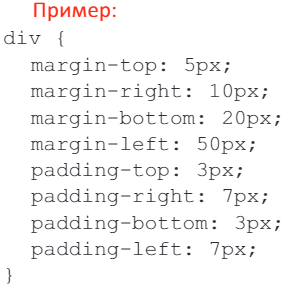 Пример:
div {
margin-top: 5px;
margin-right: 10px;
margin-bottom: 20px;
margin-left: 50px;
padding-top: 3px;
padding-right: 7px;
padding-bottom: 3px;
padding-left: 7px;
}